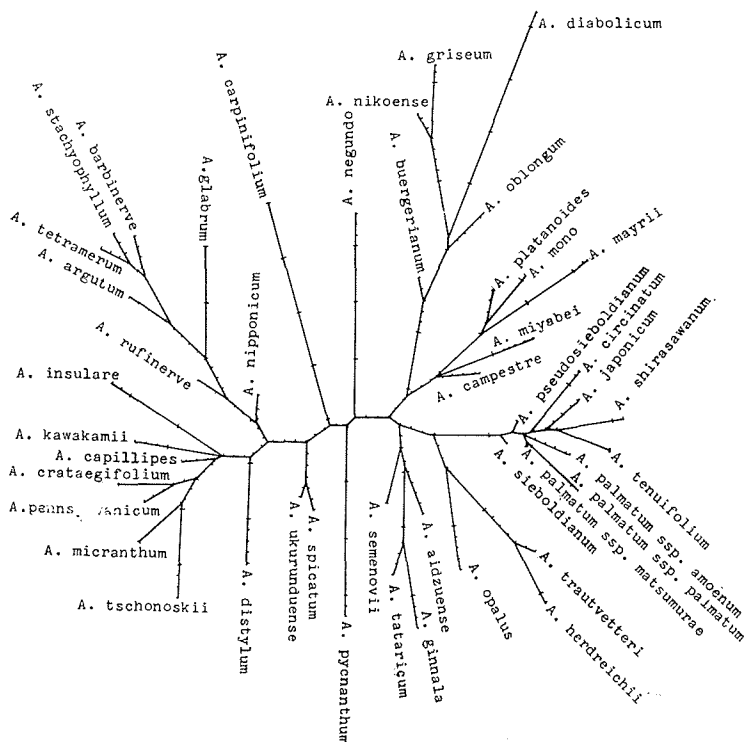 A. diabolicum
A. griseum
A. nikoense
A. carpinifolium
A. negundo
A. buergerianum
A. oblongum
A. stachyophyllum
A. barbinerve
A. glabrum
A. platanoides
A. mono
A. mayrii
A. tetramerum
A. argutum
A. nipponicum
A. rufinerve
A. miyabei
A. campestre
A. pseudosieboldianum
A. circinatum
A. japonicum
A. shirasawanum
A. insulare
A. kawakamii
A. capillipes
A. crataegifolium
A. micranthum
A. tschonoskii
A. distylum
A. ukurunduense
A. spicatum
A. pycnanthum
A. semenovii
A. tataricum
A. aidzuense
A. ginnala
A. opalus
A. herdreichii
A. trautvetteri
A. sieboldianum
A. palmatum ssp. matsumurae
A. palmatum ssp. palmatum
A. palmatum ssp. amoenum
A. tenuifolium